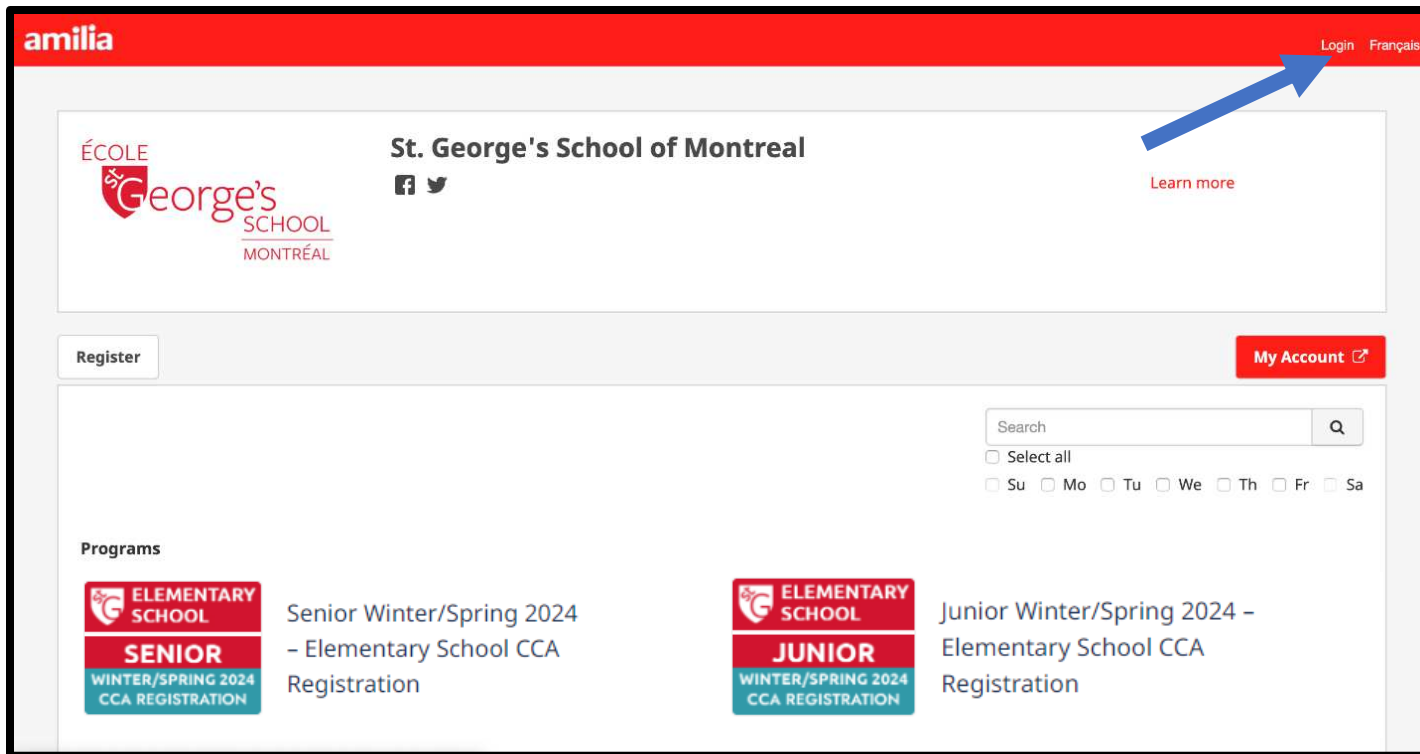 amilia
Login Français
ÉCOLE
St George's
SCHOOL
MONTRÉAL
St. George's School of Montreal
Learn more
Register
My Account
Search
Select all
Su Mo Tu We Th Fr Sa
Programs
StG ELEMENTARY
SCHOOL
SENIOR
WINTER/SPRING 2024
CCA REGISTRATION
Senior Winter/Spring 2024
– Elementary School CCA
Registration
StG ELEMENTARY
SCHOOL
JUNIOR
WINTER/SPRING 2024
CCA REGISTRATION
Junior Winter/Spring 2024 –
Elementary School CCA
Registration